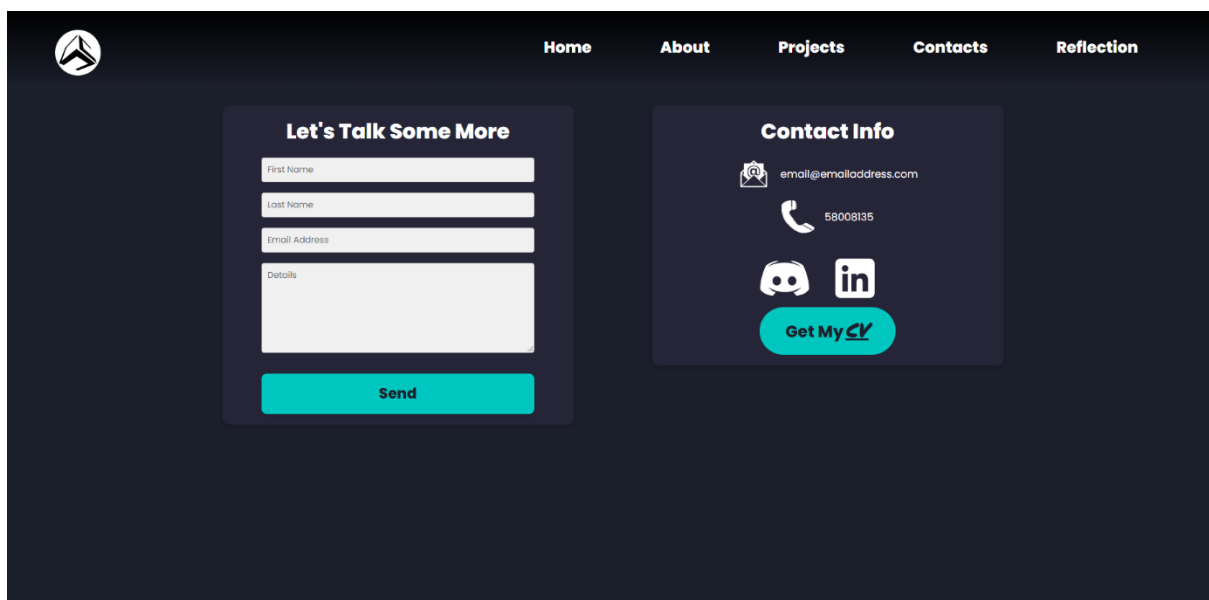 Home About Projects Contacts Reflection
Let's Talk Some More
First Name
Last Name
Email Address
Details
Send
Contact Info
email@emailaddress.com
58008135
in
Get My CV